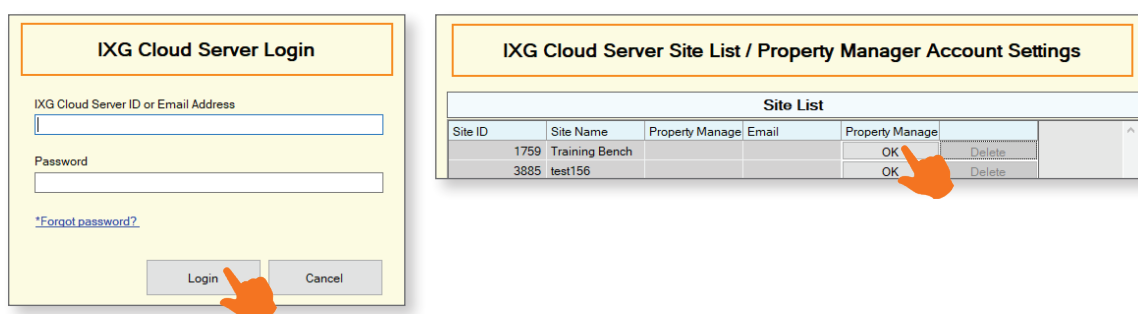 IXG Cloud Server Login
IXG Cloud Server ID or Email Address
Password
*Forgot password?
Login Cancel
IXG Cloud Server Site List / Property Manager Account Settings
Site List
Site ID Site Name Property Manage Email Property Manage
1759 Training Bench OK Delete
3885 test156 OK Delete